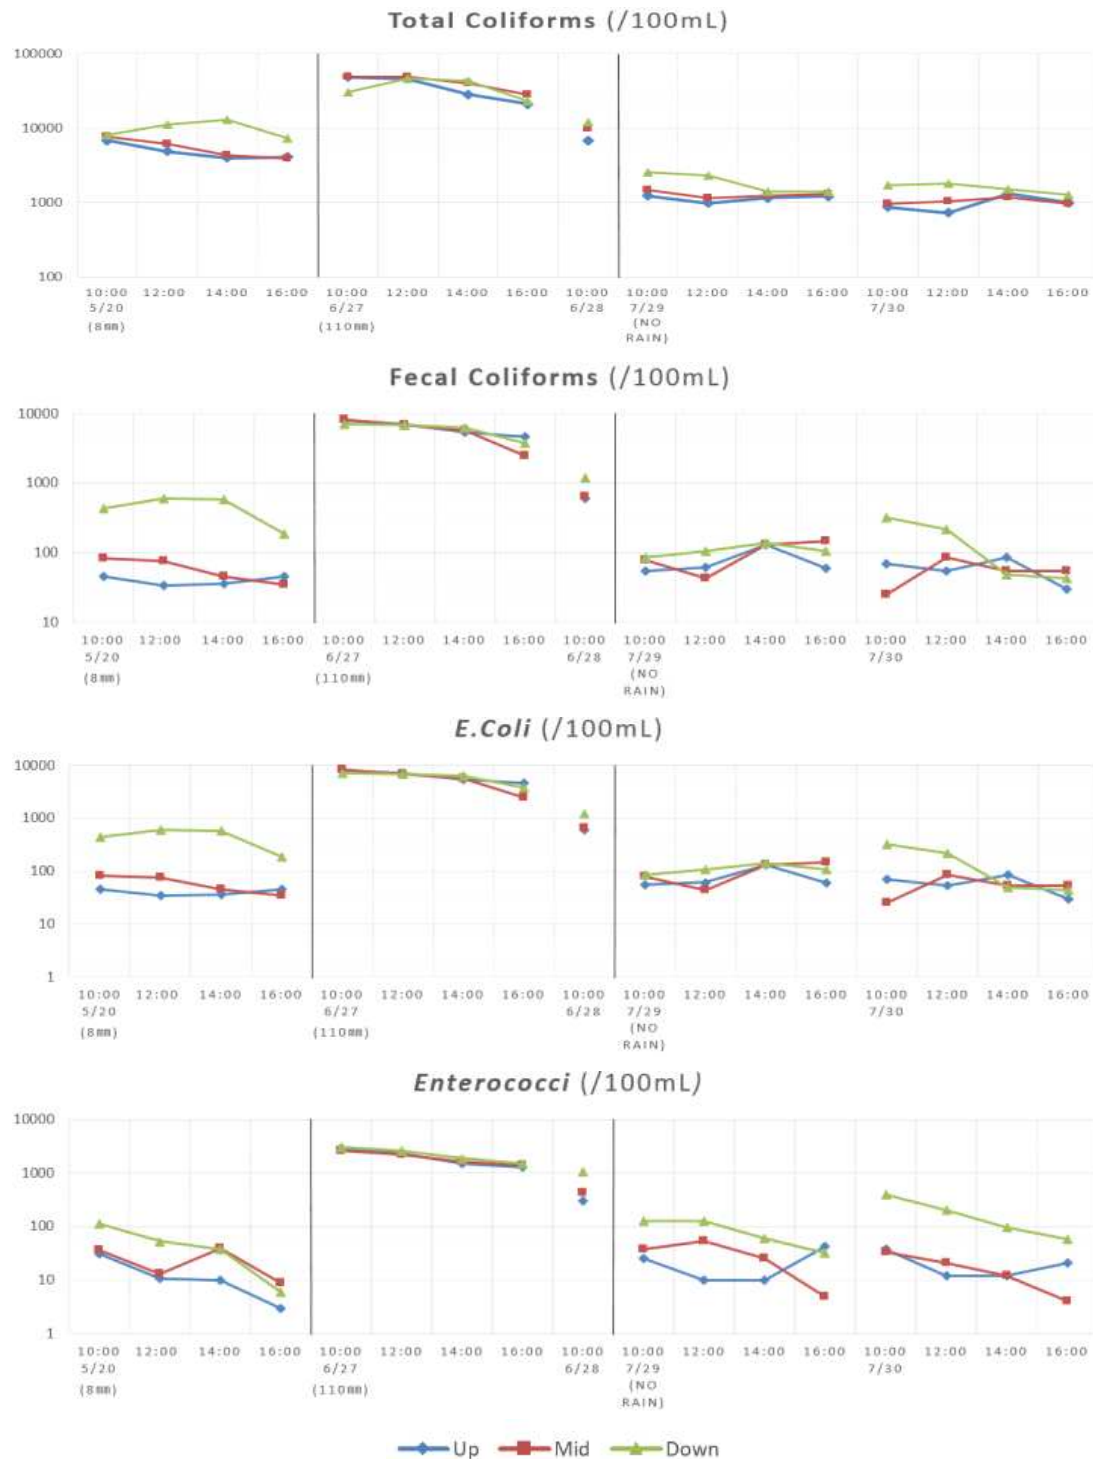 Total Coliforms (/100mL)
100000
10000
1000
100
10:00 12:00 14:00 16:00 10:00 12:00 14:00 16:00 10:00 10:00 12:00 14:00 16:00 10:00 12:00 14:00 16:00
5/20 6/27 6/28 7/29 7/30
(8mm) (110mm) (NO
RAIN)
Fecal Coliforms (/100mL)
10000
1000
100
10
10:00 12:00 14:00 16:00 10:00 12:00 14:00 16:00 10:00 10:00 12:00 14:00 16:00 10:00 12:00 14:00 16:00
5/20 6/27 6/28 7/29 7/30
(8mm) (110mm) (NO
RAIN)
E.Coli (/100mL)
10000
1000
100
10
1
10:00 12:00 14:00 16:00 10:00 12:00 14:00 16:00 10:00 10:00 12:00 14:00 16:00 10:00 12:00 14:00 16:00
5/20 6/27 6/28 7/29 7/30
(8mm) (110mm) (NO
RAIN)
Enterococci (/100mL)
10000
1000
100
10
1
10:00 12:00 14:00 16:00 10:00 12:00 14:00 16:00 10:00 10:00 12:00 14:00 16:00 10:00 12:00 14:00 16:00
5/20 6/27 6/28 7/29 7/30
(8mm) (110mm) (NO
RAIN)
Up Mid Down